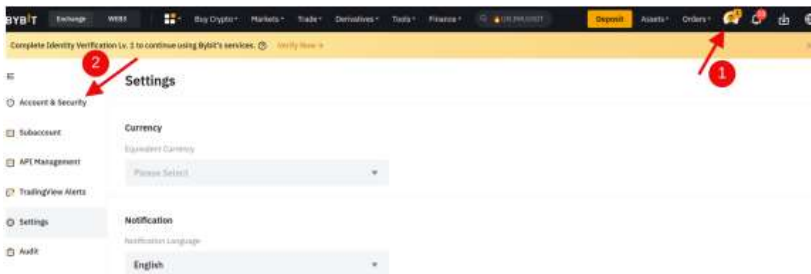 BYBIT Exchange WEB3 Buy Crypto Markets Trade Derivatives Tools Finance Deposit Assets Orders
Complete Identity Verification Lv. 1 to continue using Bybit's services. Verify Now
2
1
Settings
Account & Security
Subaccount
Currency
Equivalent Currency
API Management
Please Select
TradingView Alerts
Settings
Notification
Notification Language
Audit
English